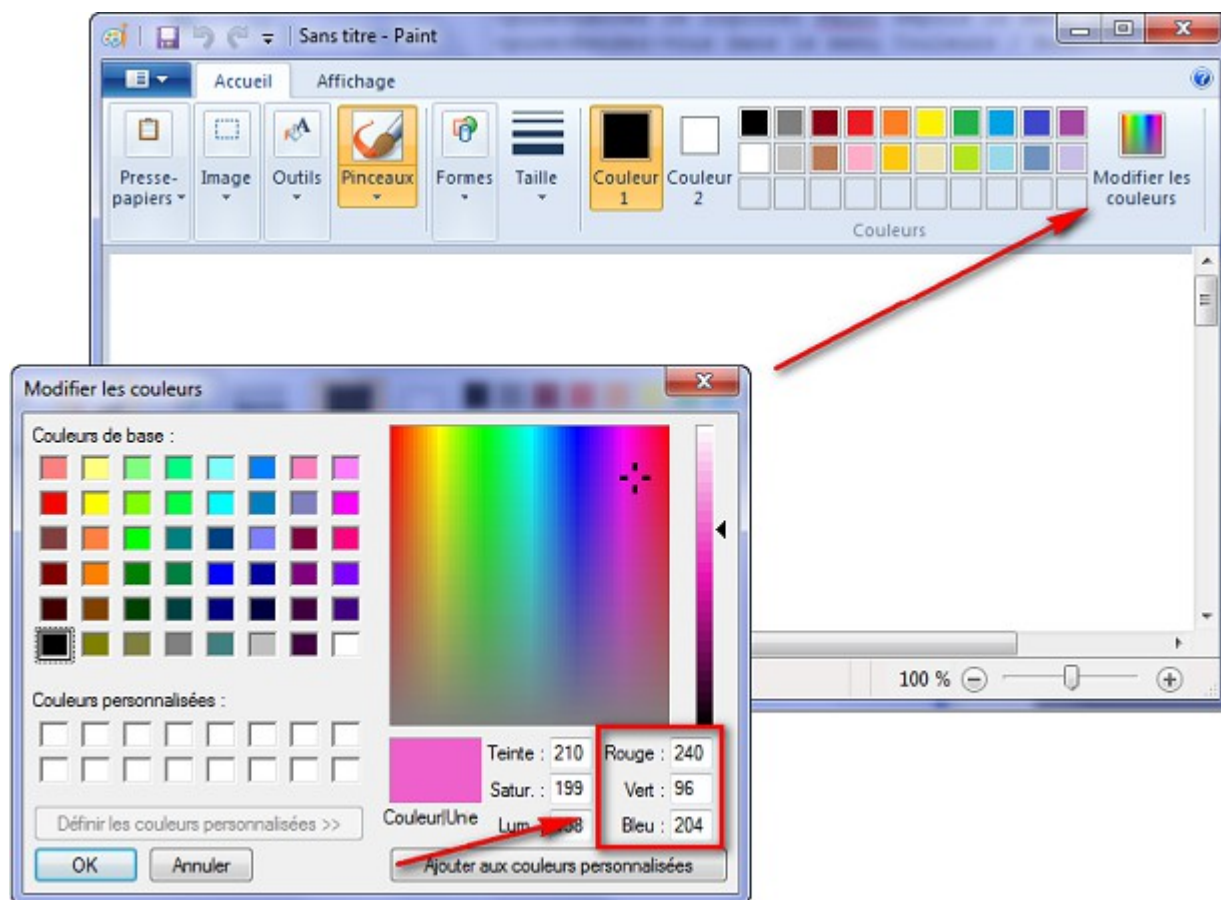 Sans titre - Paint
Accueil Affichage
Presse-papiers Image Outils Pinceaux Formes Taille Couleur 1 Couleur 2 Modifier les couleurs
Couleurs
Modifier les couleurs
Couleurs de base :
Couleurs personnalisées :
100 %
Teinte : 210 Rouge : 240
Satur. : 199 Vert : 96
Couleur|Unie Lum Bleu : 204
Définir les couleurs personnalisées >>
OK Annuler Ajouter aux couleurs personnalisées